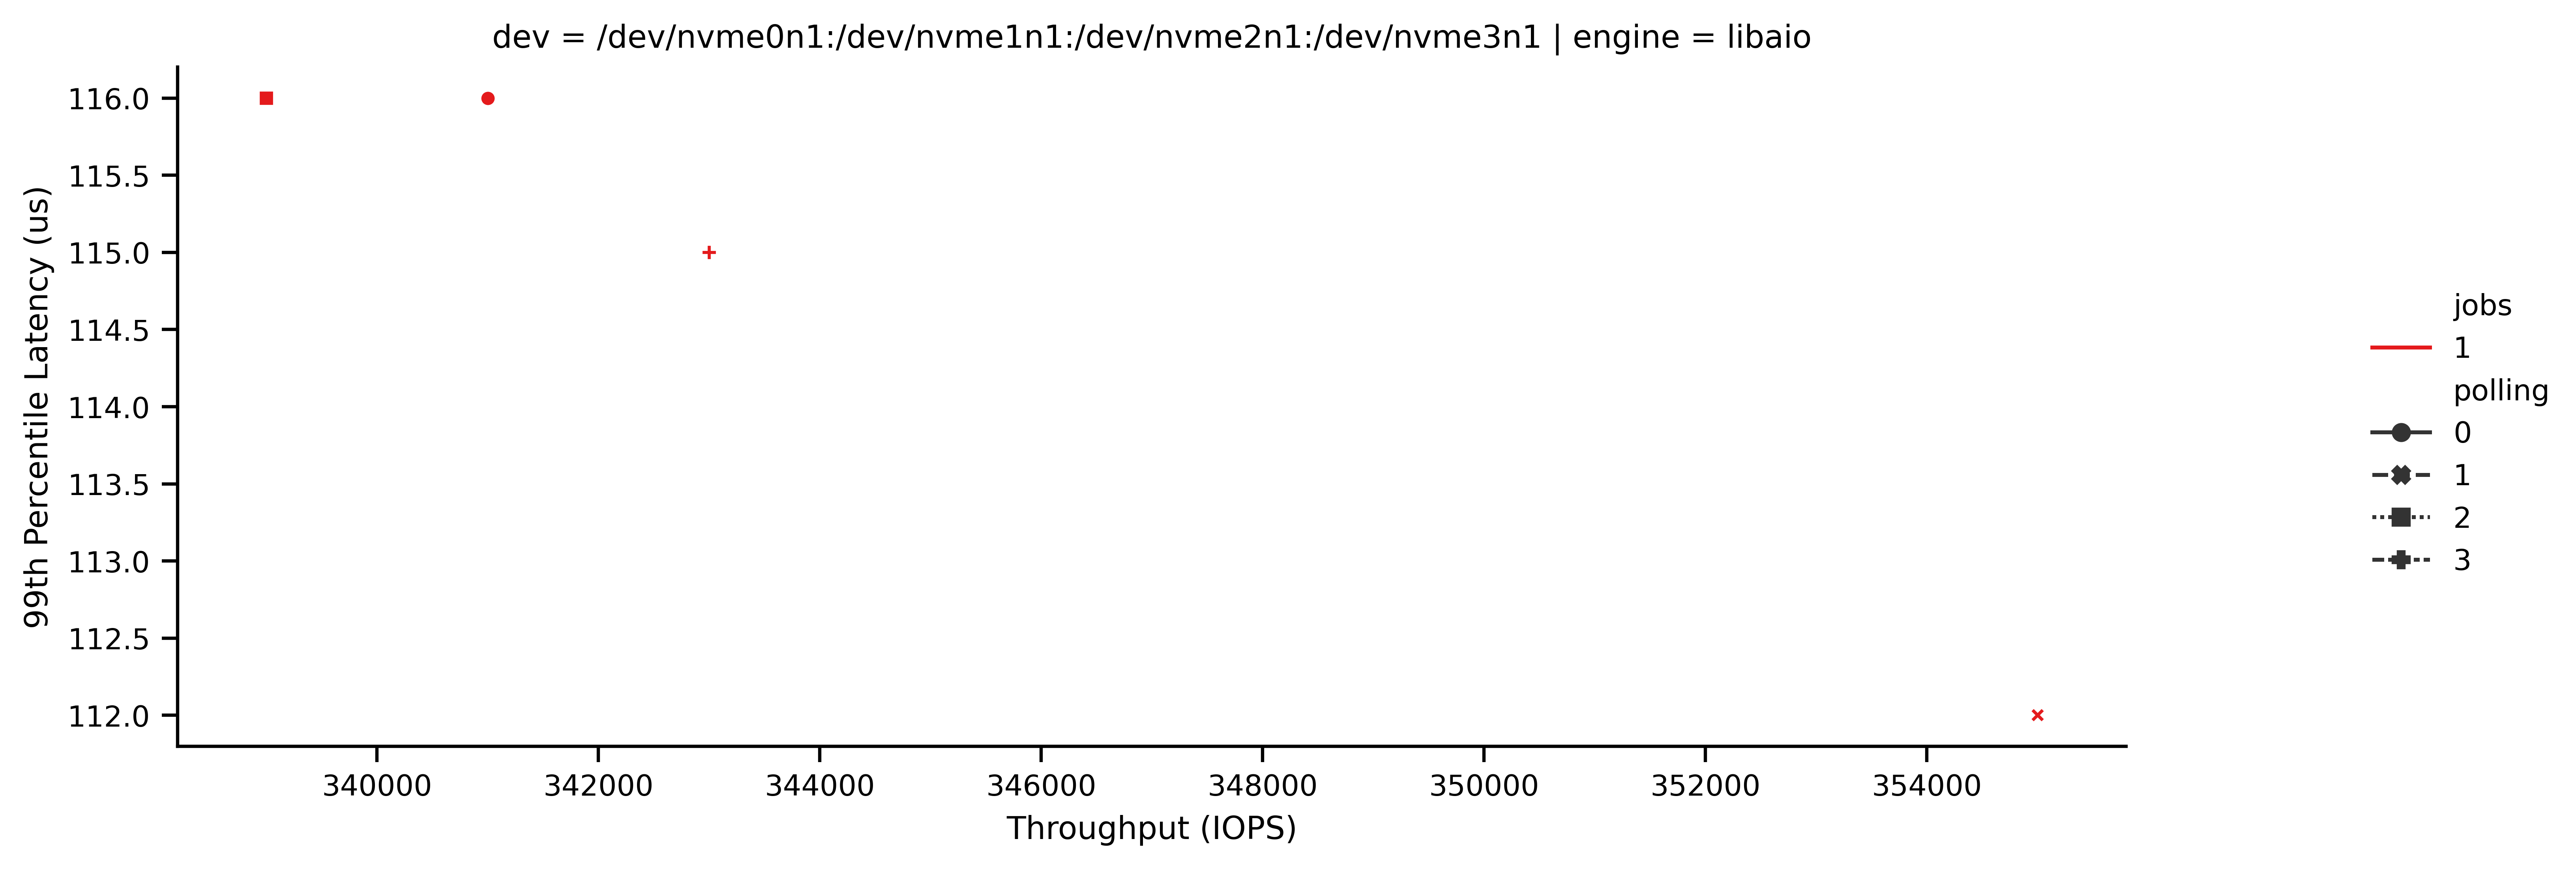 dev = /dev/nvme0n1:/dev/nvme1n1:/dev/nvme2n1:/dev/nvme3n1 | engine = libaio
99th Percentile Latency (us)
116.0
115.5
115.0
114.5
114.0
113.5
113.0
112.5
112.0
340000 342000 344000 346000 348000 350000 352000 354000
Throughput (IOPS)
jobs
1
polling
0
1
2
3